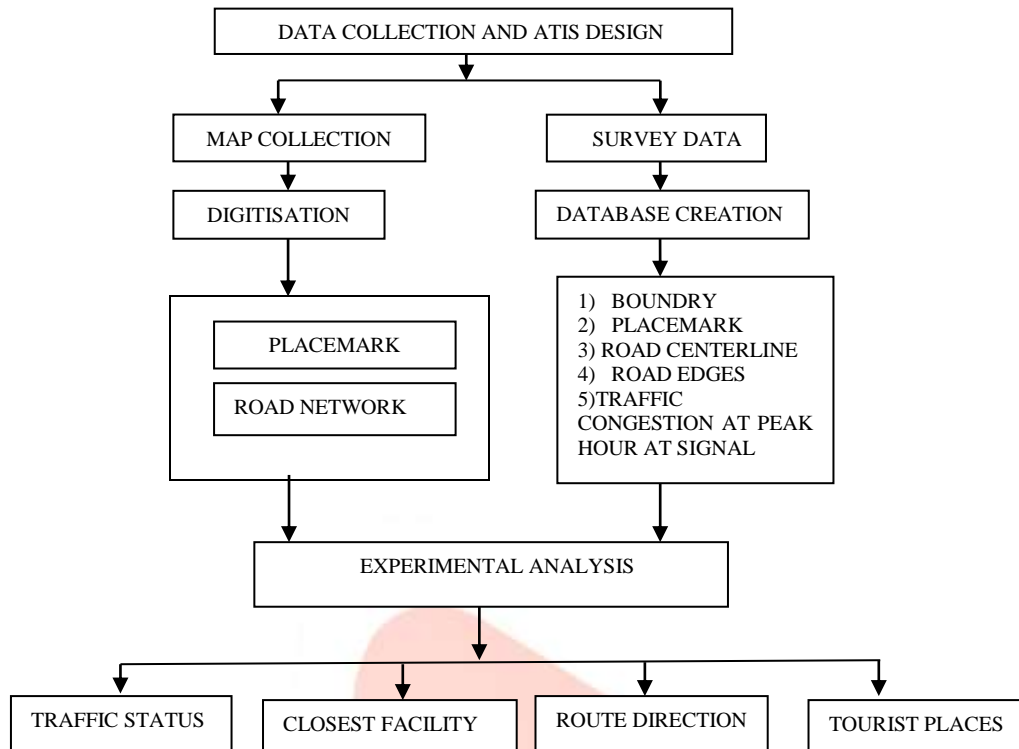 DATA COLLECTION AND ATIS DESIGN
MAP COLLECTION
SURVEY DATA
DIGITISATION
DATABASE CREATION
PLACEMARK
ROAD NETWORK
1) BOUNDRY
2) PLACEMARK
3) ROAD CENTERLINE
4) ROAD EDGES
5)TRAFFIC
CONGESTION AT PEAK
HOUR AT SIGNAL
EXPERIMENTAL ANALYSIS
TRAFFIC STATUS
CLOSEST FACILITY
ROUTE DIRECTION
TOURIST PLACES